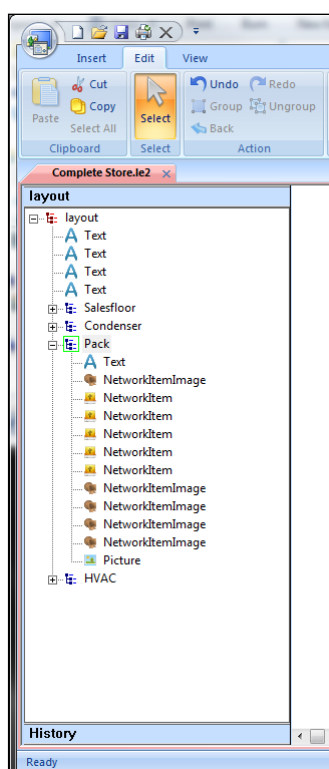 Insert Edit View
Paste
Cut
Copy
Select All
Select
Undo Redo
Group Ungroup
Back
Clipboard Select Action
Complete Store.le2
layout
layout
Text
Text
Text
Text
Salesfloor
Condenser
Pack
Text
NetworkItemImage
NetworkItem
NetworkItem
NetworkItem
NetworkItem
NetworkItem
NetworkItemImage
NetworkItemImage
NetworkItemImage
NetworkItemImage
Picture
HVAC
History
Ready